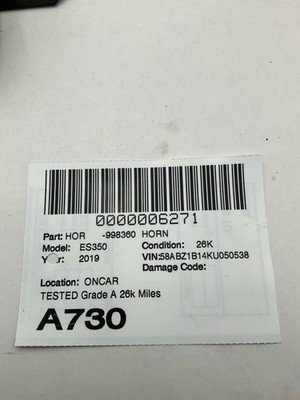 0000006271
Part: HOR -998360 HORN
Model: ES350 Condition: 26K
Year: 2019 VIN:58ABZ1B14KU050538
Damage Code:
Location: ONCAR
TESTED Grade A 26k Miles
A730